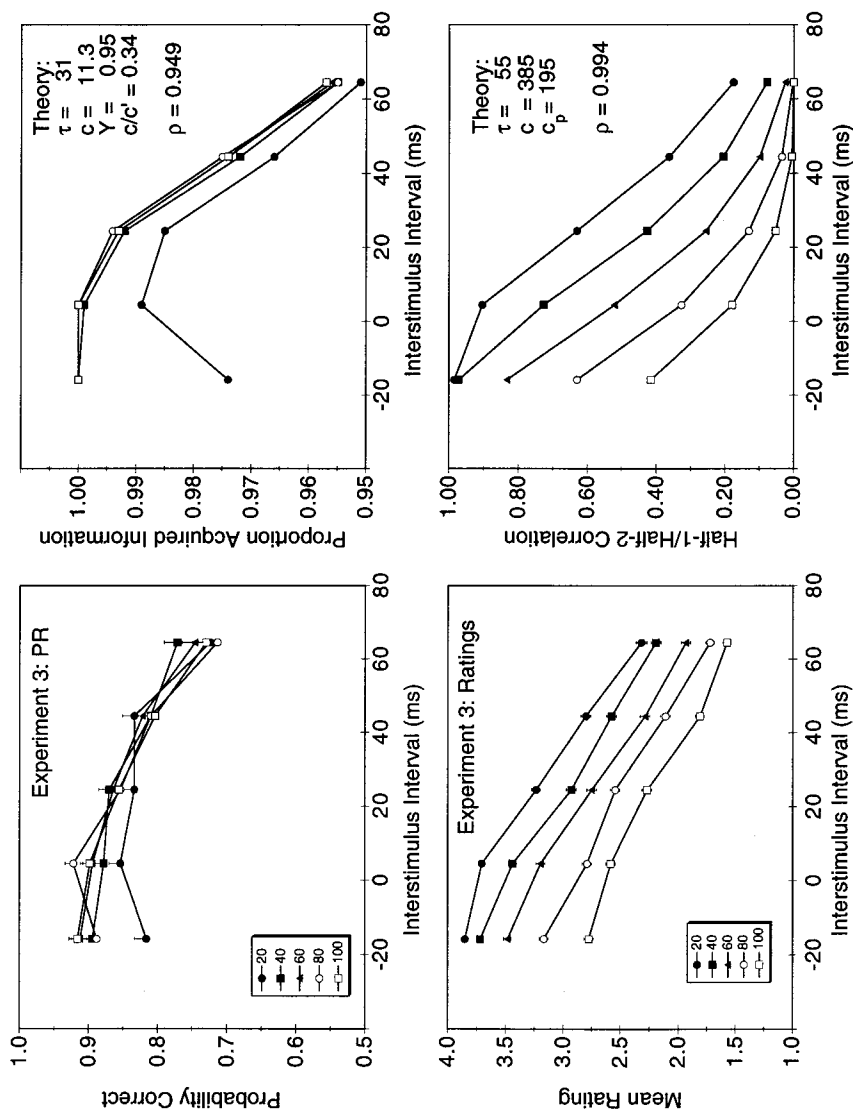 Experiment 3: PR
Probability Correct
1.0
0.9
0.8
0.7
0.6
0.5
20
40
60
80
100
-20 0 20 40 60 80
Interstimulus Interval (ms)
Proportion Acquired Information
1.00
0.99
0.98
0.97
0.96
0.95
Theory:
τ = 31
c = 11.3
Y = 0.95
c/c' = 0.34
ρ = 0.949
-20 0 20 40 60 80
Interstimulus Interval (ms)
Experiment 3: Ratings
Mean Rating
4.0
3.5
3.0
2.5
2.0
1.5
1.0
20
40
60
80
100
-20 0 20 40 60 80
Interstimulus Interval (ms)
Half-1/Half-2 Correlation
1.00
0.80
0.60
0.40
0.20
0.00
Theory:
τ = 55
c = 385
cₚ = 195
ρ = 0.994
-20 0 20 40 60 80
Interstimulus Interval (ms)